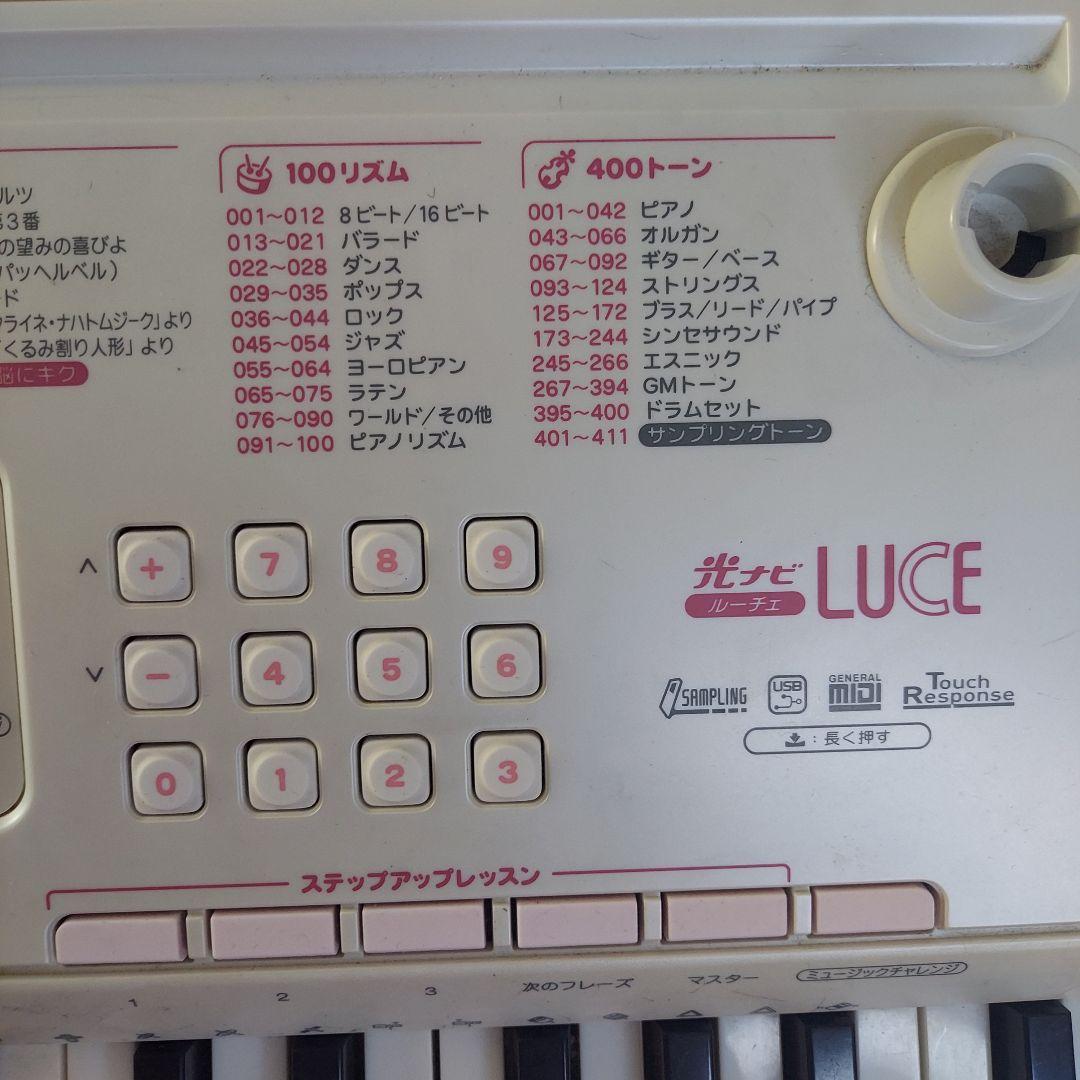 ルツ
第3番
の望みの喜びよ
パッヘルベル）
ード
クライネ・ナハトムジーク」より
「くるみ割り人形」より
脳にキク
100リズム
001～012 8ビート/16ビート
013～021 バラード
022～028 ダンス
029～035 ポップス
036～044 ロック
045～054 ジャズ
055～064 ヨーロピアン
065～075 ラテン
076～090 ワールド/その他
091～100 ピアノリズム
400トーン
001～042 ピアノ
043～066 オルガン
067～092 ギター/ベース
093～124 ストリングス
125～172 ブラス/リード/パイプ
173～244 シンセサウンド
245～266 エスニック
267～394 GMトーン
395～400 ドラムセット
401～411 サンプリングトーン
+ 7 8 9
− 4 5 6
0 1 2 3
光ナビ
ルーチェ
LUCE
SAMPLING
USB
GENERAL
MIDI
Touch
Response
：長く押す
ステップアップレッスン
1 2 3 次のフレーズ マスター ミュージックチャレンジ